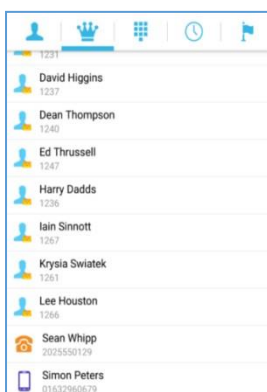 1231
David Higgins
1237
Dean Thompson
1240
Ed Thrussell
1247
Harry Dadds
1236
Iain Sinnott
1267
Krysia Swiatek
1261
Lee Houston
1266
Sean Whipp
2025550129
Simon Peters
01632960679